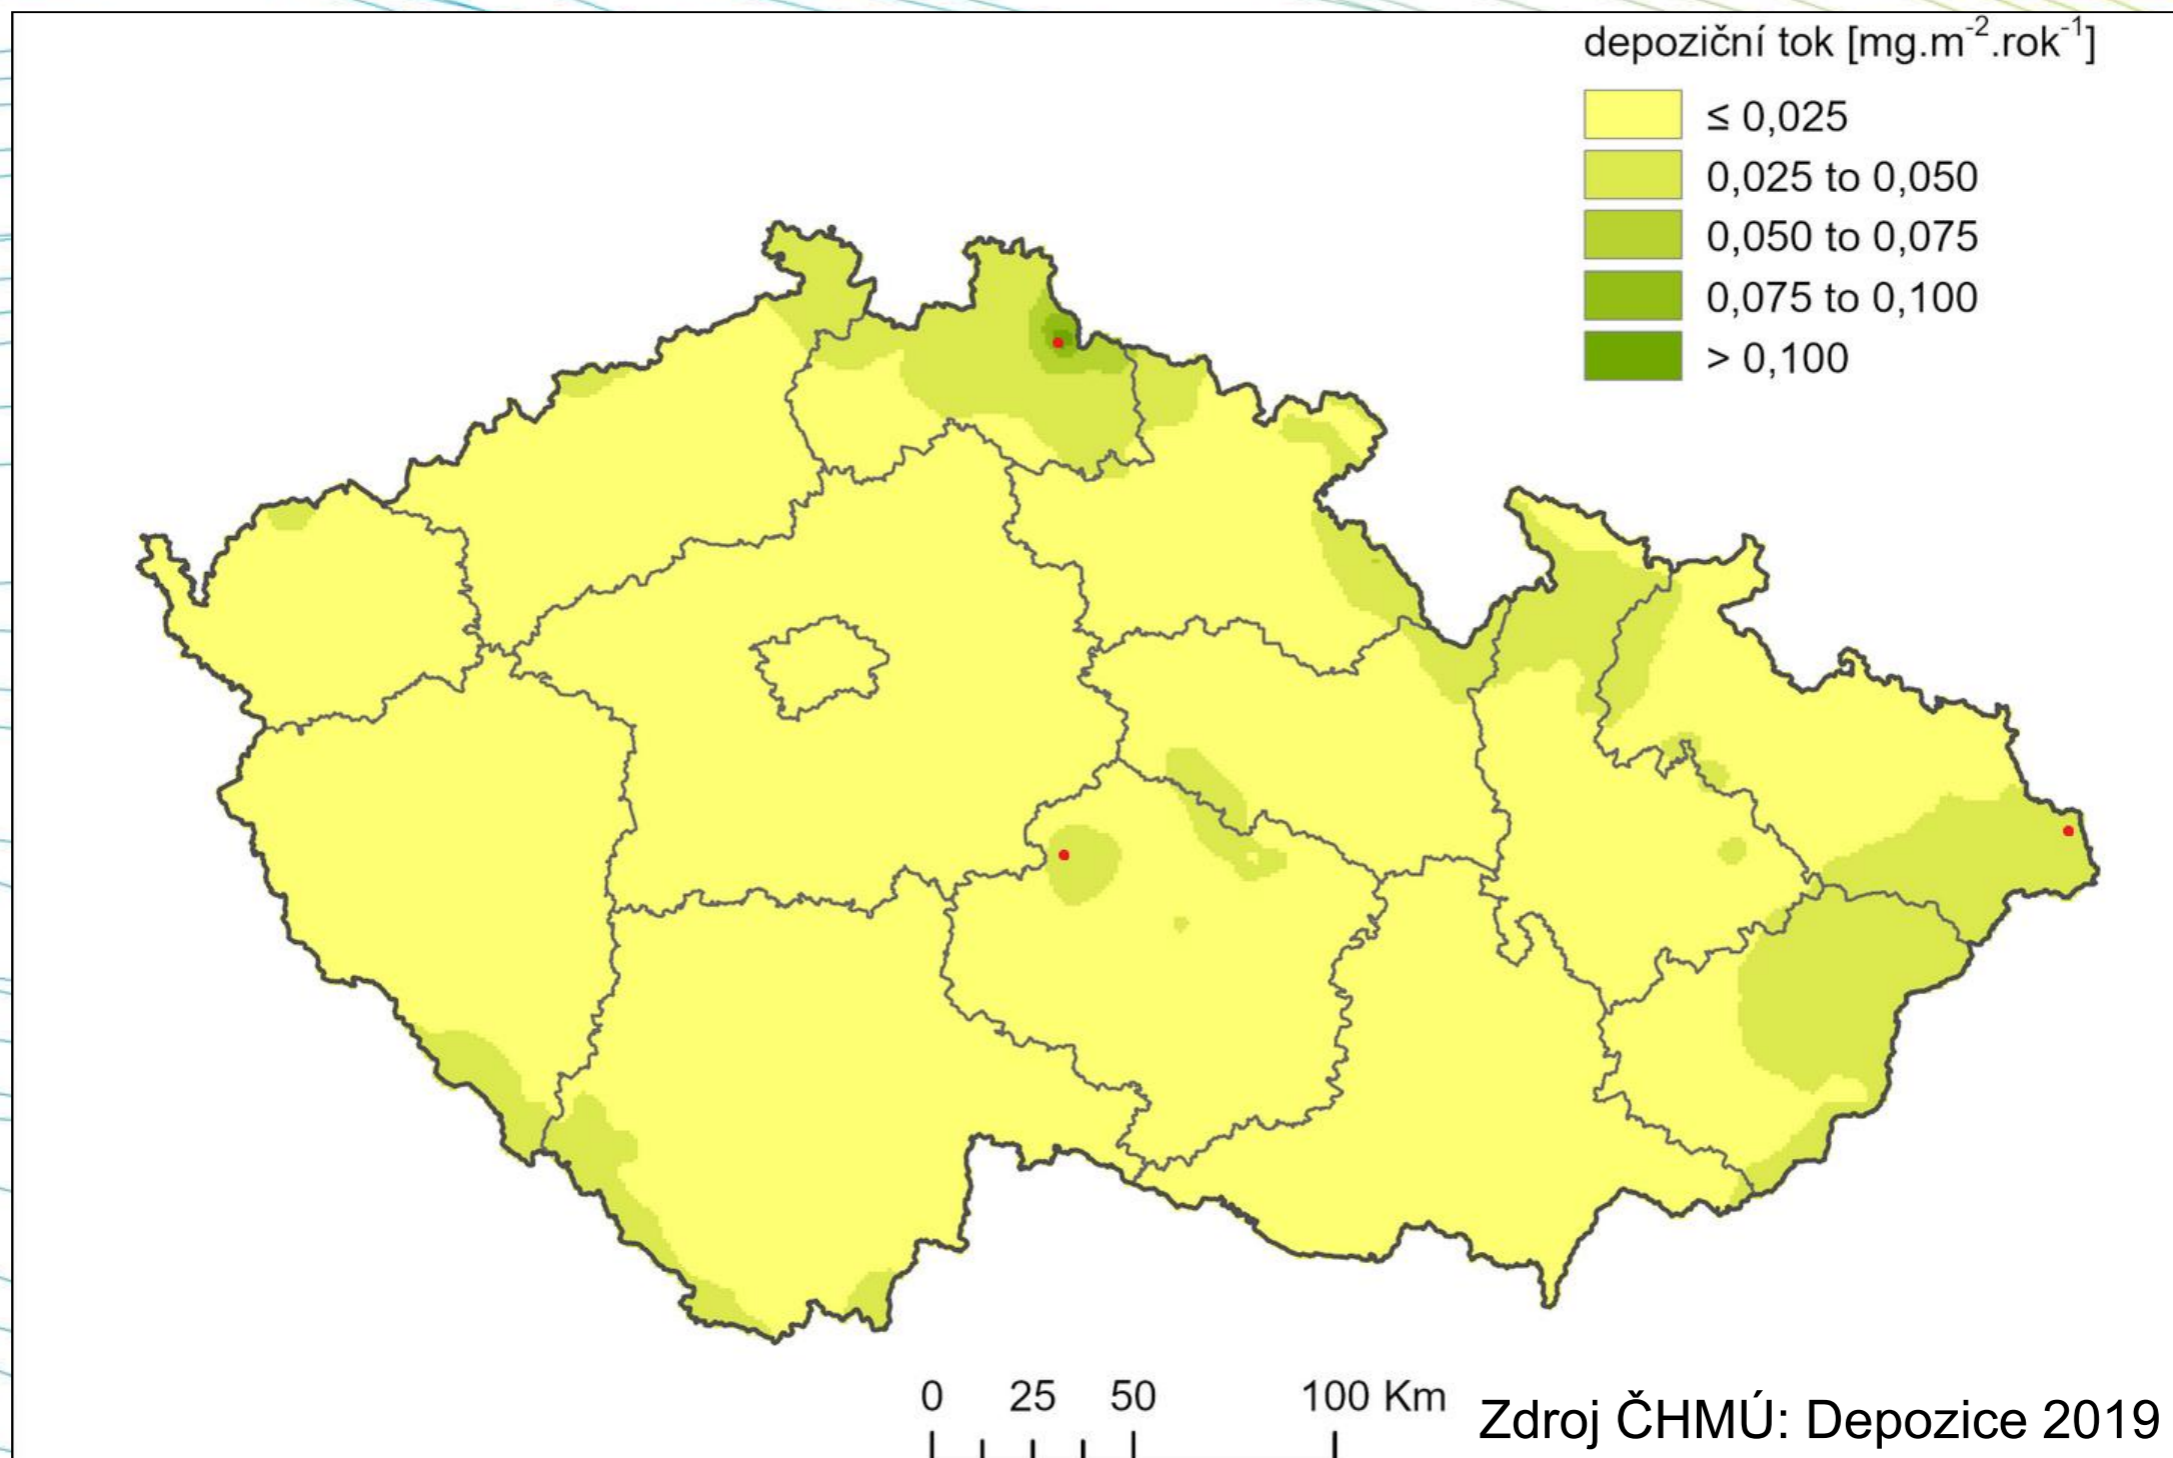 depoziční tok [mg.m⁻².rok⁻¹]
≤ 0,025
0,025 to 0,050
0,050 to 0,075
0,075 to 0,100
> 0,100
0 25 50 100 Km
Zdroj ČHMÚ: Depozice 2019